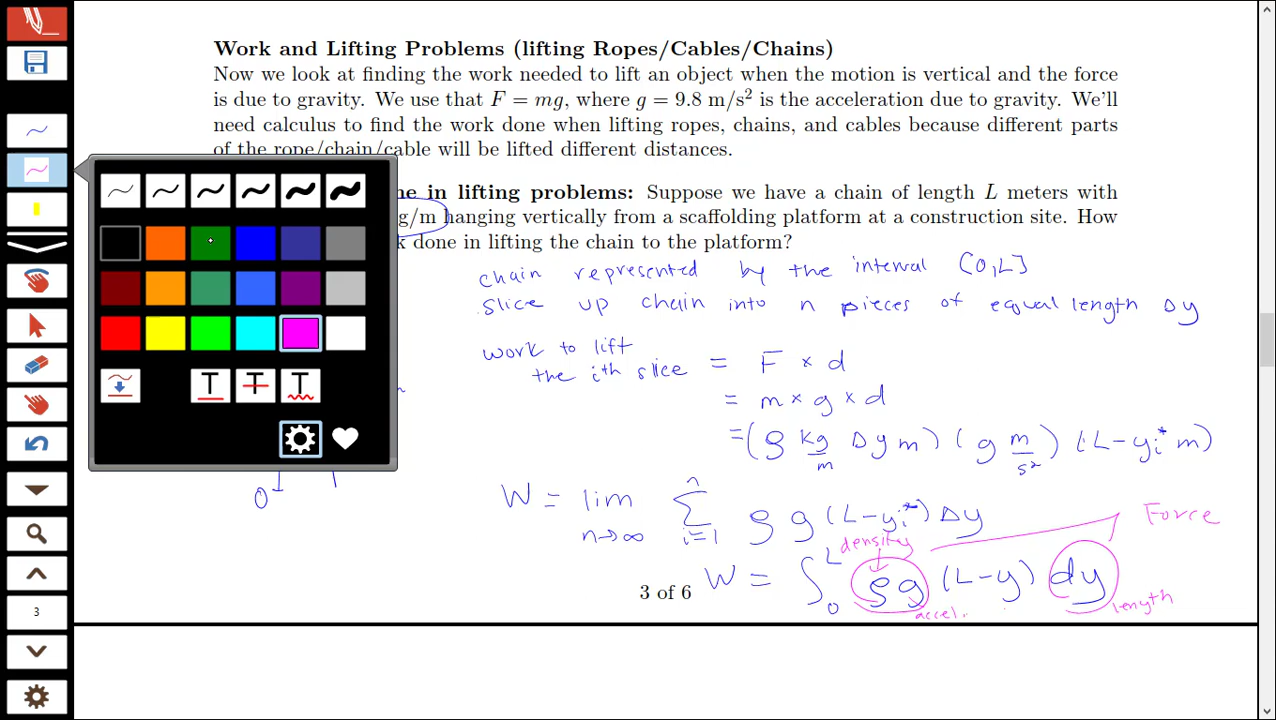 Work and Lifting Problems (lifting Ropes/Cables/Chains)
Now we look at finding the work needed to lift an object when the motion is vertical and the force
is due to gravity. We use that F = mg, where g = 9.8 m/s² is the acceleration due to gravity. We'll
need calculus to find the work done when lifting ropes, chains, and cables because different parts
of the rope/chain/cable will be lifted different distances.
ne in lifting problems: Suppose we have a chain of length L meters with
g/m hanging vertically from a scaffolding platform at a construction site. How
k done in lifting the chain to the platform?
chain represented by the interval [0,L]
slice up chain into n pieces of equal length Δy
work to lift
the ith slice = F × d
= m × g × d
= (ρ kg/m Δy m) (g m/s²) (L-yi* m)
W = lim n→∞ Σ i=1 n ρ g (L-yi*) Δy
density
Force
W = ∫ 0 L ρg (L-y) dy
accel.
length
0
3 of 6
3
T T T